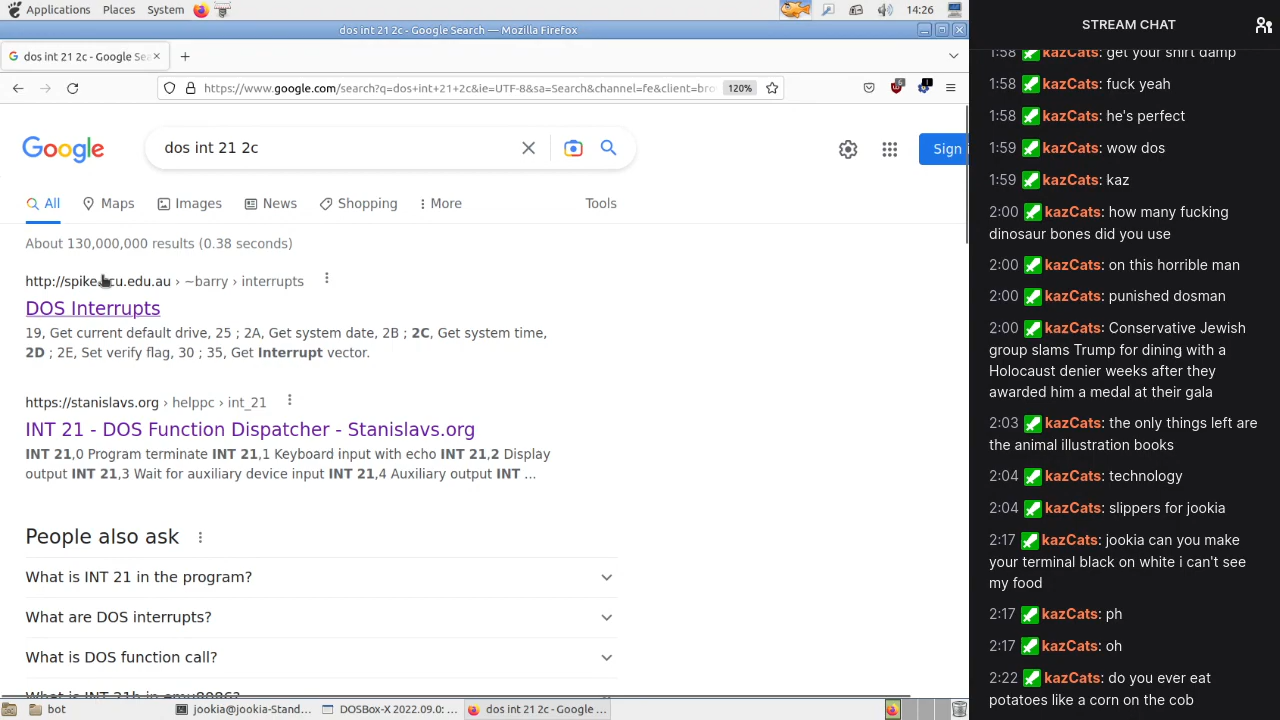 Applications Places System 14:26
dos int 21 2c - Google Search — Mozilla Firefox
dos int 21 2c - Google Sea
https://www.google.com/search?q=dos+int+21+2c&ie=UTF-8&sa=Search&channel=fe&client=bro 120%
6 1
Google
dos int 21 2c
Sign i
All Maps Images News Shopping More Tools
About 130,000,000 results (0.38 seconds)
http://spike. cu.edu.au › ~barry › interrupts
DOS Interrupts
19, Get current default drive, 25 ; 2A, Get system date, 2B ; 2C, Get system time,
2D ; 2E, Set verify flag, 30 ; 35, Get Interrupt vector.
https://stanislavs.org › helppc › int_21
INT 21 - DOS Function Dispatcher - Stanislavs.org
INT 21,0 Program terminate INT 21,1 Keyboard input with echo INT 21,2 Display
output INT 21,3 Wait for auxiliary device input INT 21,4 Auxiliary output INT ...
People also ask
What is INT 21 in the program?
What are DOS interrupts?
What is DOS function call?
What is INT 21h in emu8086?
bot
jookia@jookia-Stand...
DOSBox-X 2022.09.0: ...
dos int 21 2c - Google ...
STREAM CHAT
1:58 kazCats: get your shirt damp
1:58 kazCats: fuck yeah
1:58 kazCats: he's perfect
1:59 kazCats: wow dos
1:59 kazCats: kaz
2:00 kazCats: how many fucking
dinosaur bones did you use
2:00 kazCats: on this horrible man
2:00 kazCats: punished dosman
2:00 kazCats: Conservative Jewish
group slams Trump for dining with a
Holocaust denier weeks after they
awarded him a medal at their gala
2:03 kazCats: the only things left are
the animal illustration books
2:04 kazCats: technology
2:04 kazCats: slippers for jookia
2:17 kazCats: jookia can you make
your terminal black on white i can't see
my food
2:17 kazCats: ph
2:17 kazCats: oh
2:22 kazCats: do you ever eat
potatoes like a corn on the cob